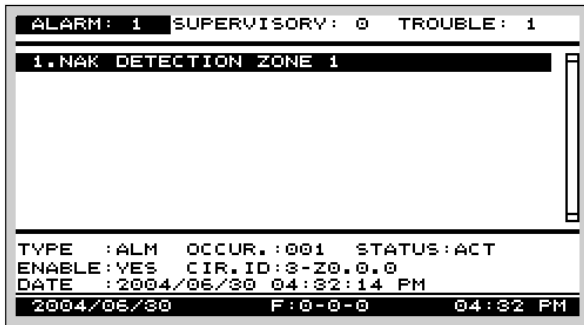 ALARM: 1 SUPERVISORY: 0 TROUBLE: 1
1.NAK DETECTION ZONE 1
TYPE :ALM OCCUR.:001 STATUS:ACT
ENABLE:YES CIR.ID:3-Z0.0.0
DATE :2004/06/30 04:32:14 PM
2004/06/30 F:0-0-0 04:32 PM